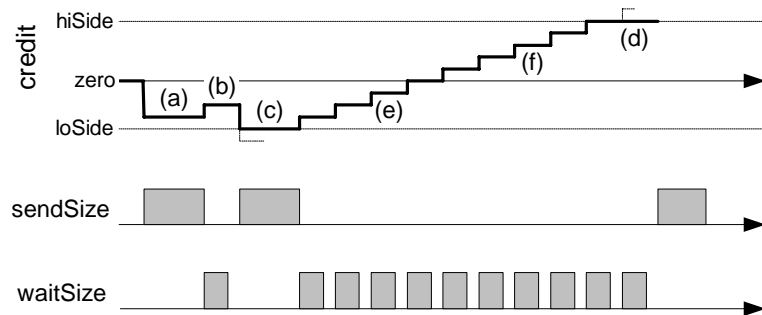 hiSide
credit
zero
loSide
(a)
(b)
(c)
(e)
(f)
(d)
sendSize
waitSize